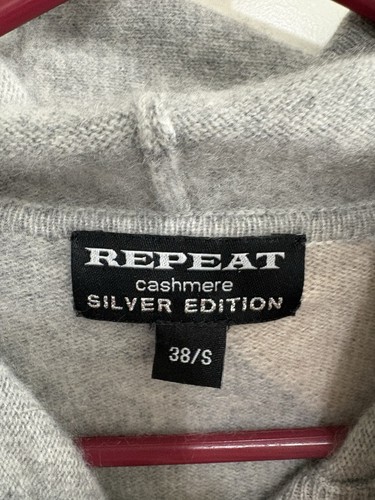 REPEAT
cashmere
SILVER EDITION
38/S